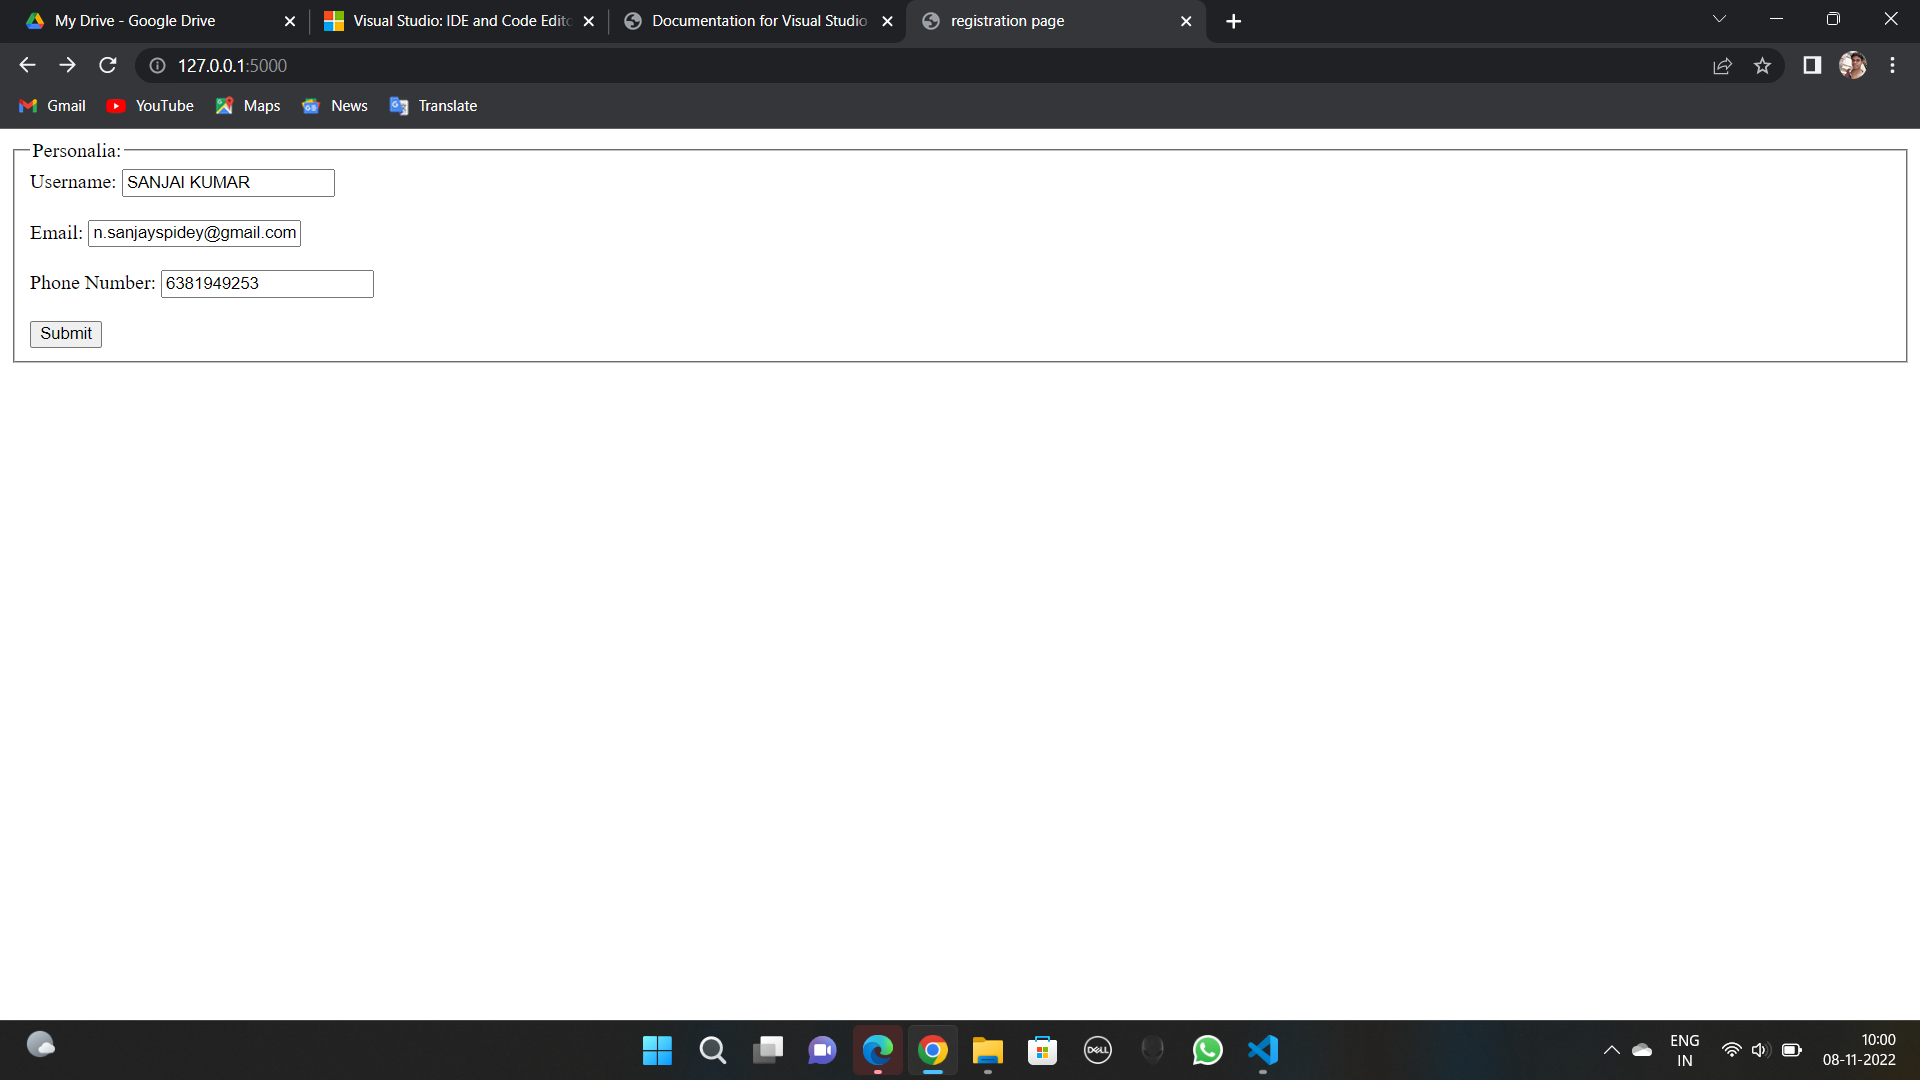 My Drive - Google Drive
Visual Studio: IDE and Code Edito
Documentation for Visual Studio
registration page
127.0.0.1:5000
Gmail
YouTube
Maps
News
Translate
Personalia:
Username: SANJAI KUMAR
Email: n.sanjayspidey@gmail.com
Phone Number: 6381949253
Submit
DELL
ENG
IN
10:00
08-11-2022